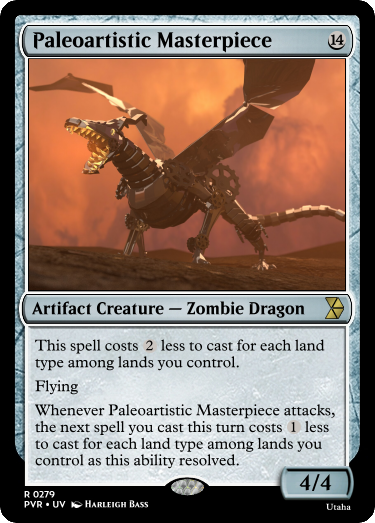 Paleoartistic Masterpiece 14
Artifact Creature — Zombie Dragon
This spell costs 2 less to cast for each land
type among lands you control.
Flying
Whenever Paleoartistic Masterpiece attacks,
the next spell you cast this turn costs 1 less
to cast for each land type among lands you
control as this ability resolved.
4/4
R 0279
PVR • UV Harleigh Bass
Utaha